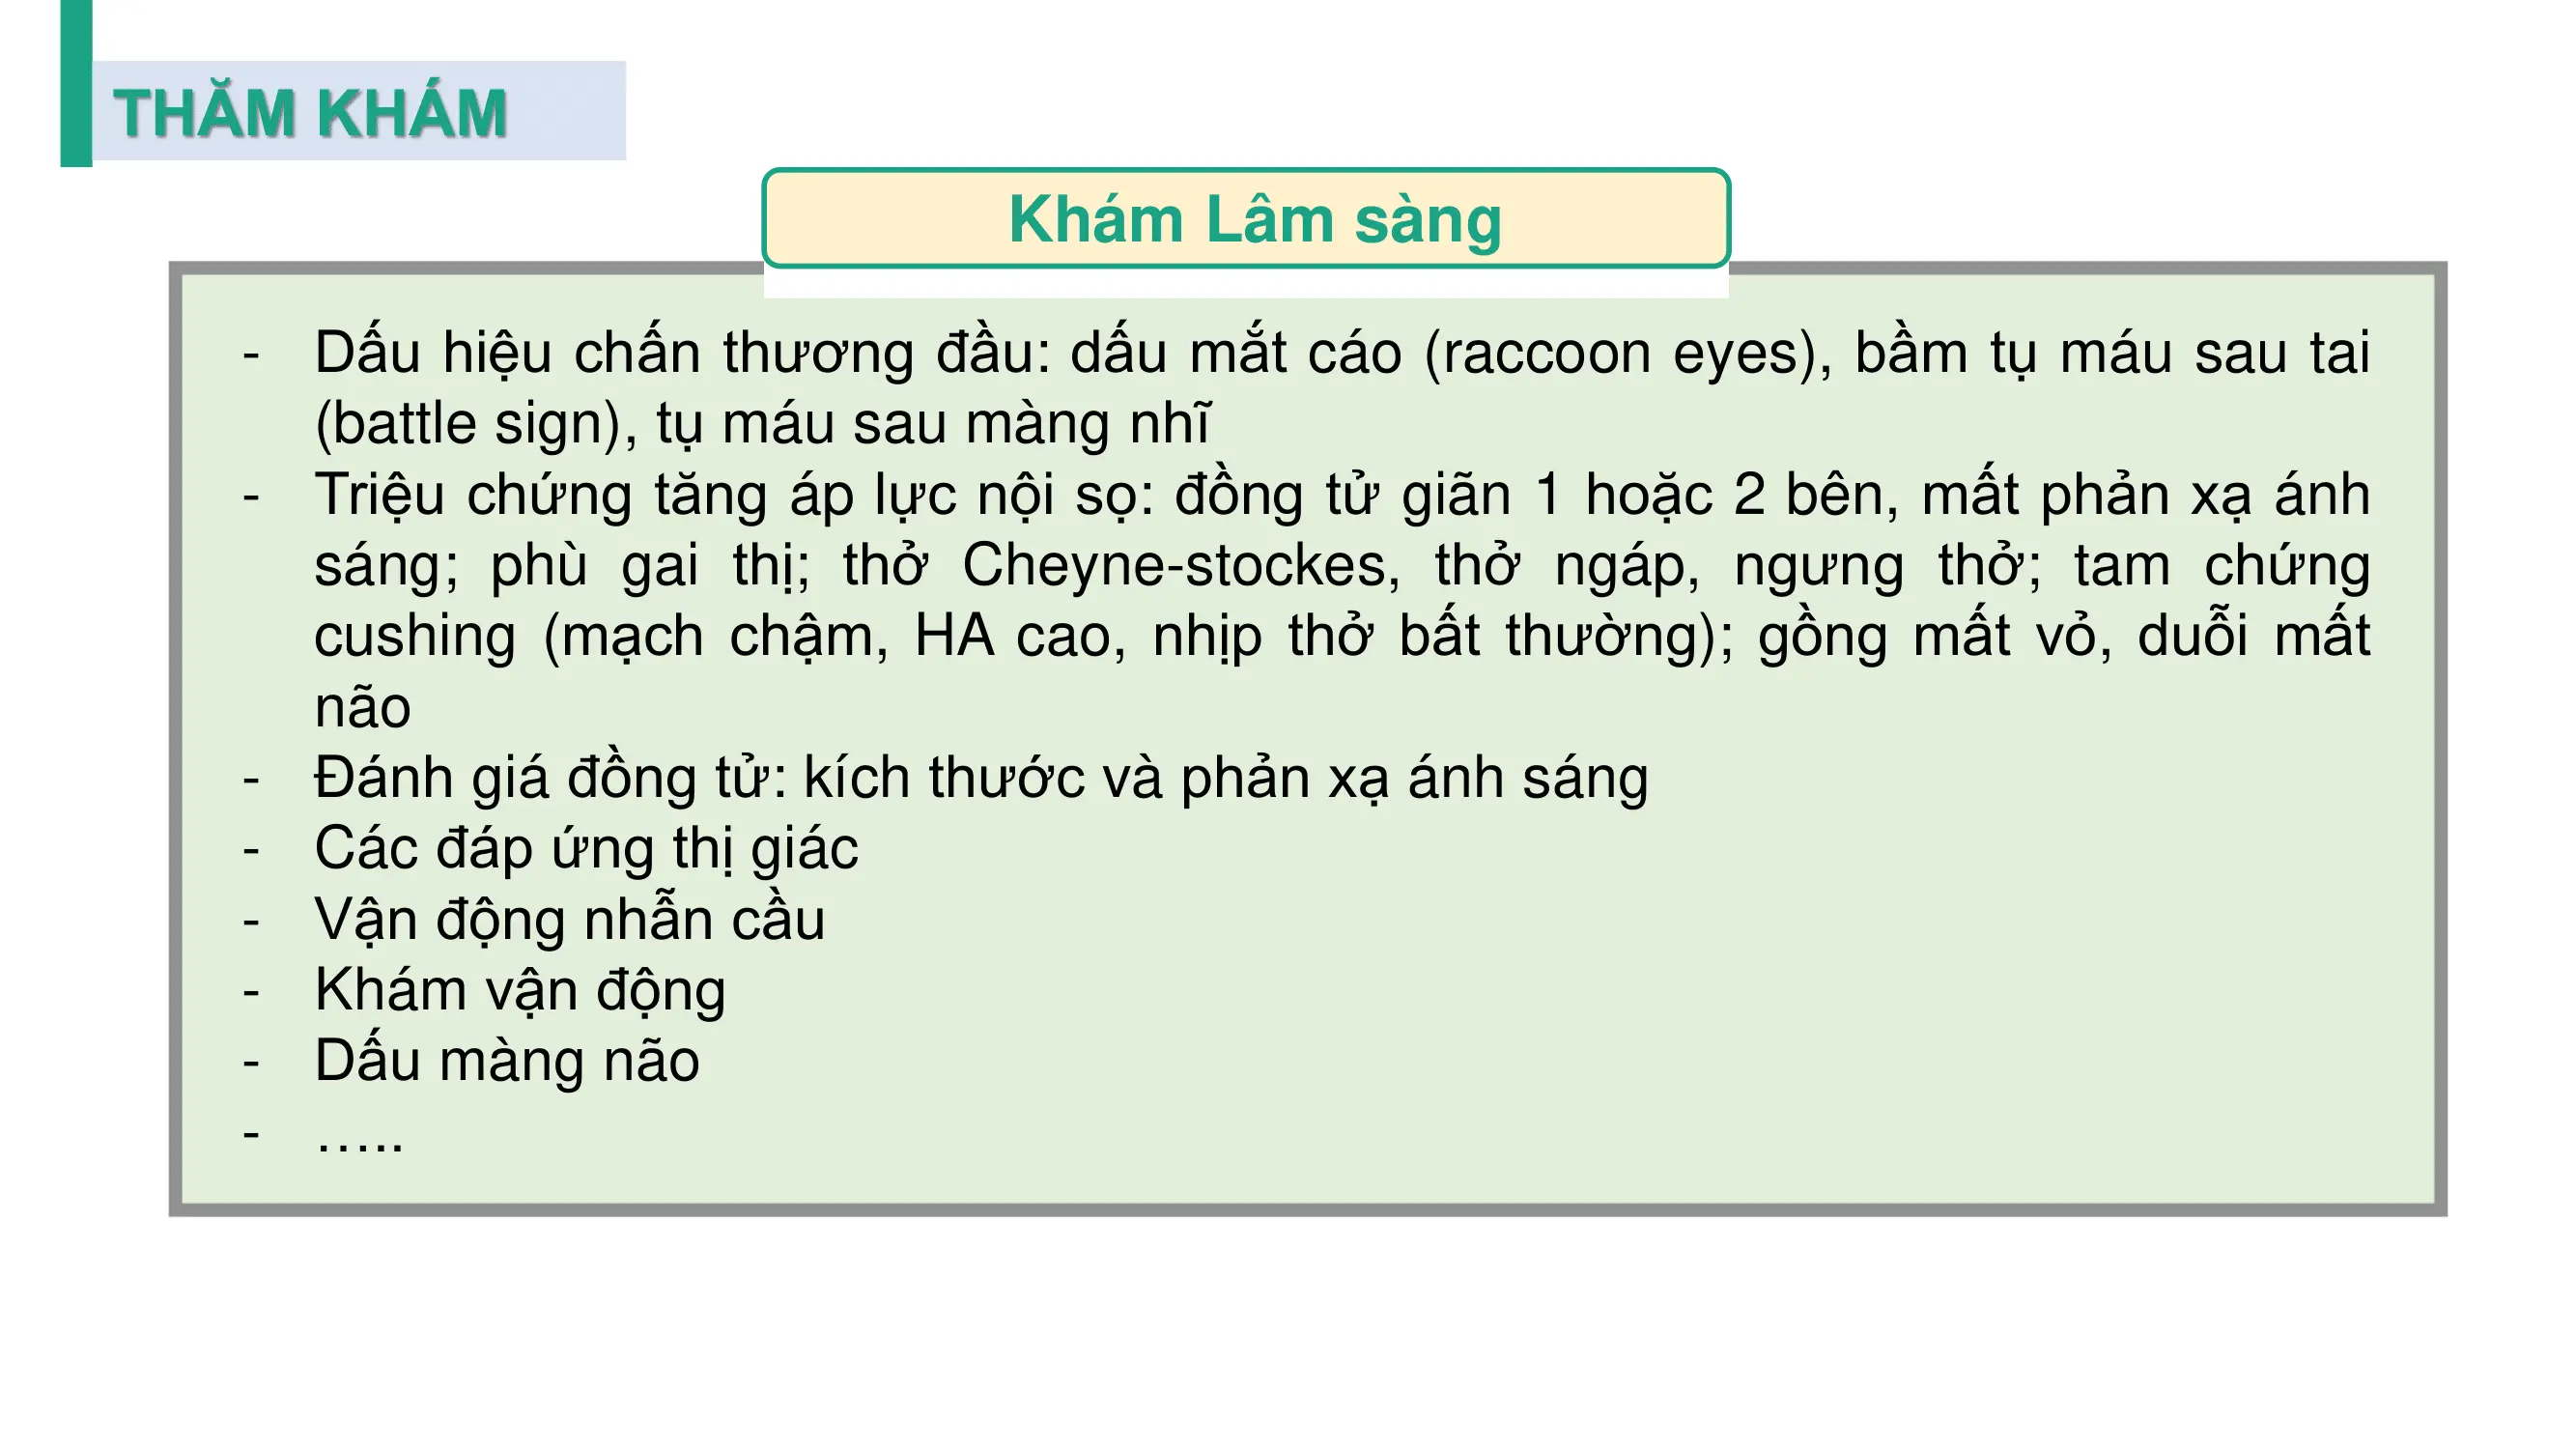 THĂM KHÁM
Khám Lâm sàng
- Dấu hiệu chấn thương đầu: dấu mắt cáo (raccoon eyes), bầm tụ máu sau tai
(battle sign), tụ máu sau màng nhĩ
- Triệu chứng tăng áp lực nội sọ: đồng tử giãn 1 hoặc 2 bên, mất phản xạ ánh
sáng; phù gai thị; thở Cheyne-stockes, thở ngáp, ngưng thở; tam chứng
cushing (mạch chậm, HA cao, nhịp thở bất thường); gồng mất vỏ, duỗi mất
não
- Đánh giá đồng tử: kích thước và phản xạ ánh sáng
- Các đáp ứng thị giác
- Vận động nhẫn cầu
- Khám vận động
- Dấu màng não
- …..